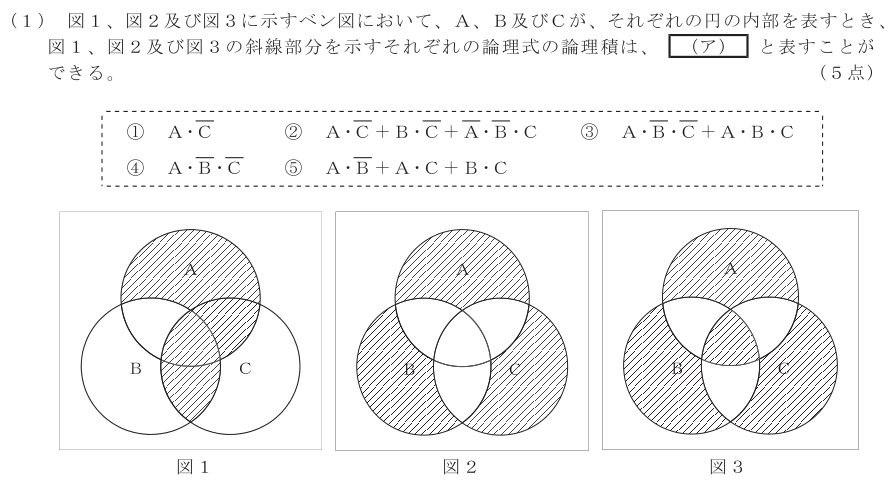 （１） 図１、図２及び図３に示すベン図において、Ａ、Ｂ及びＣが、それぞれの円の内部を表すとき、
図１、図２及び図３の斜線部分を示すそれぞれの論理式の論理積は、 （ア） と表すことが
できる。 （５点）
① A・C̅ ② A・C̅＋B・C̅＋A̅・B̅・C ③ A・B̅・C̅＋A・B・C
④ A・B̅・C̅ ⑤ A・B̅＋A・C＋B・C
A A A
B C B C B C
図１ 図２ 図３